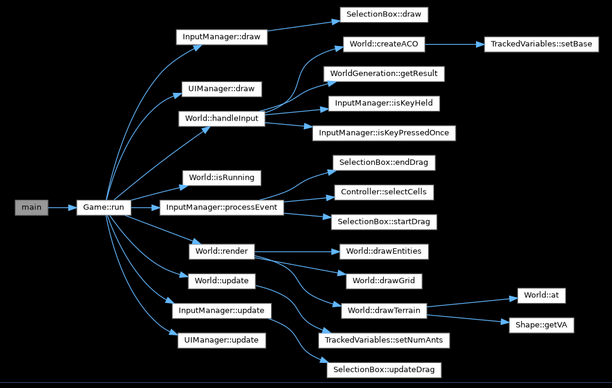 main
Game::run
InputManager::draw
UIManager::draw
World::handleInput
World::isRunning
InputManager::processEvent
World::render
World::update
InputManager::update
UIManager::update
SelectionBox::draw
World::createACO
WorldGeneration::getResult
InputManager::isKeyHeld
InputManager::isKeyPressedOnce
SelectionBox::endDrag
Controller::selectCells
SelectionBox::startDrag
World::drawEntities
World::drawGrid
World::drawTerrain
TrackedVariables::setNumAnts
SelectionBox::updateDrag
TrackedVariables::setBase
World::at
Shape::getVA